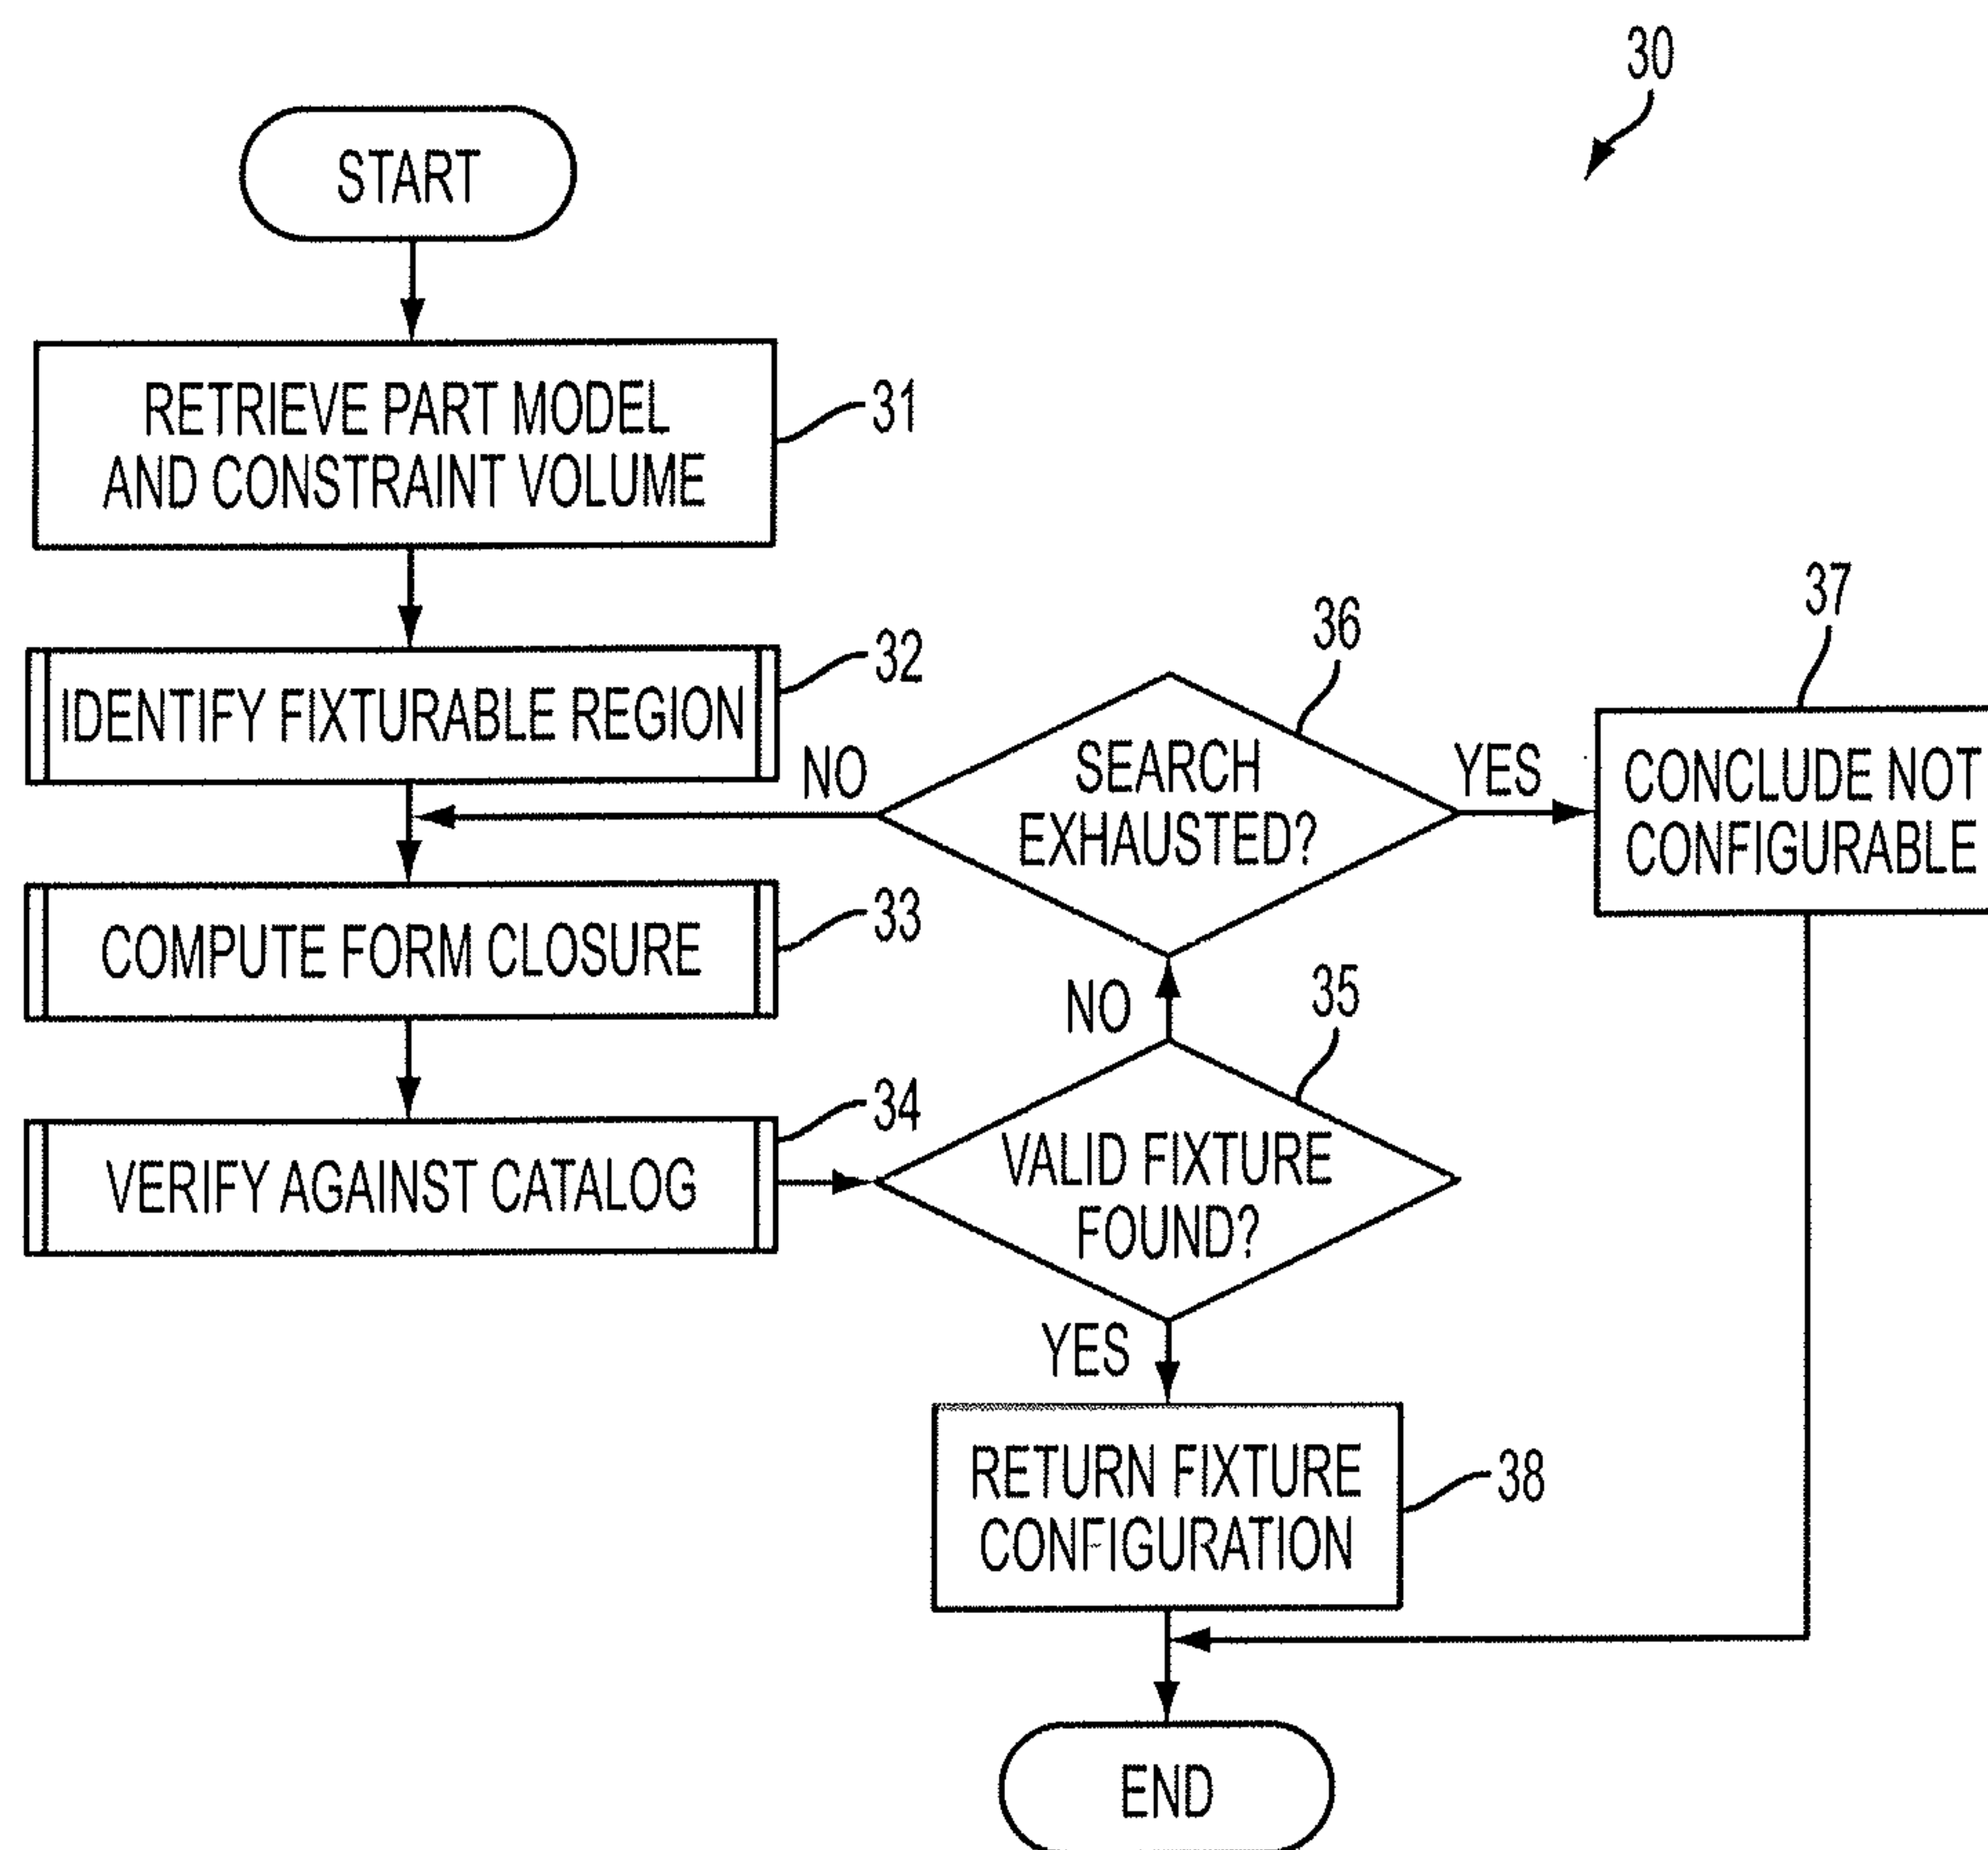 30
START
RETRIEVE PART MODEL
AND CONSTRAINT VOLUME
31
IDENTIFY FIXTURABLE REGION
32
COMPUTE FORM CLOSURE
33
VERIFY AGAINST CATALOG
34
VALID FIXTURE
FOUND?
35
NO
SEARCH
EXHAUSTED?
36
NO
YES
CONCLUDE NOT
CONFIGURABLE
37
YES
RETURN FIXTURE
CONFIGURATION
38
END